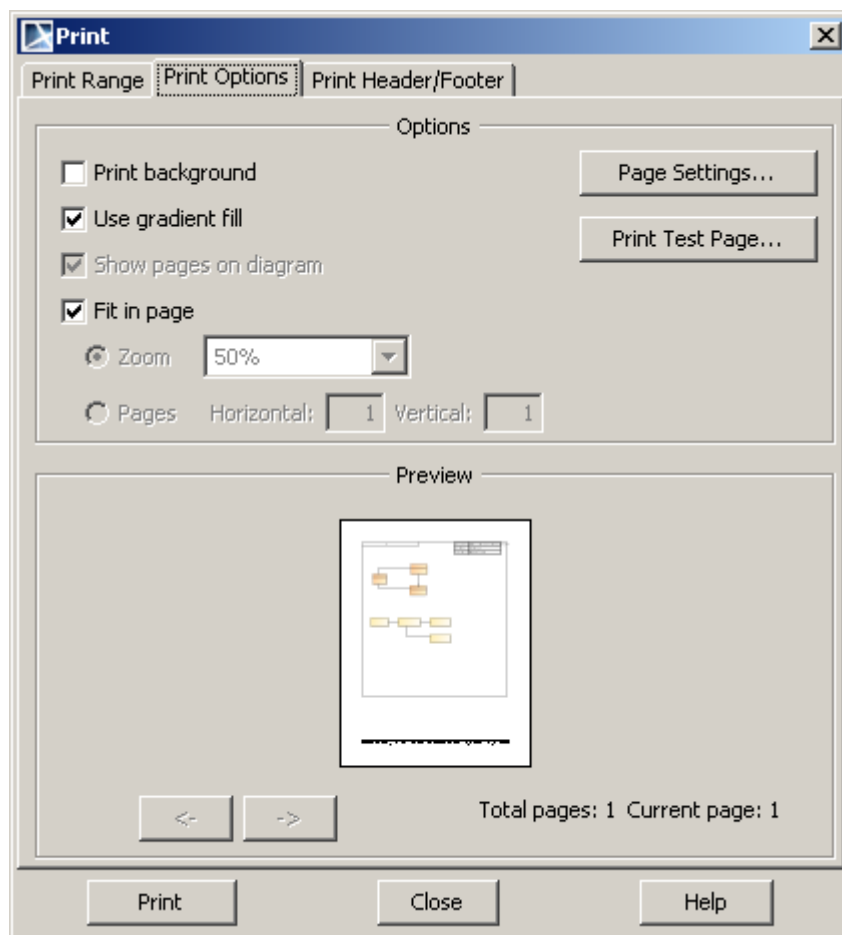 Print
Print Range Print Options Print Header/Footer
Options
Print background
Page Settings...
Use gradient fill
Print Test Page...
Show pages on diagram
Fit in page
Zoom 50%
Pages Horizontal: 1 Vertical: 1
Preview
<- -> Total pages: 1 Current page: 1
Print Close Help